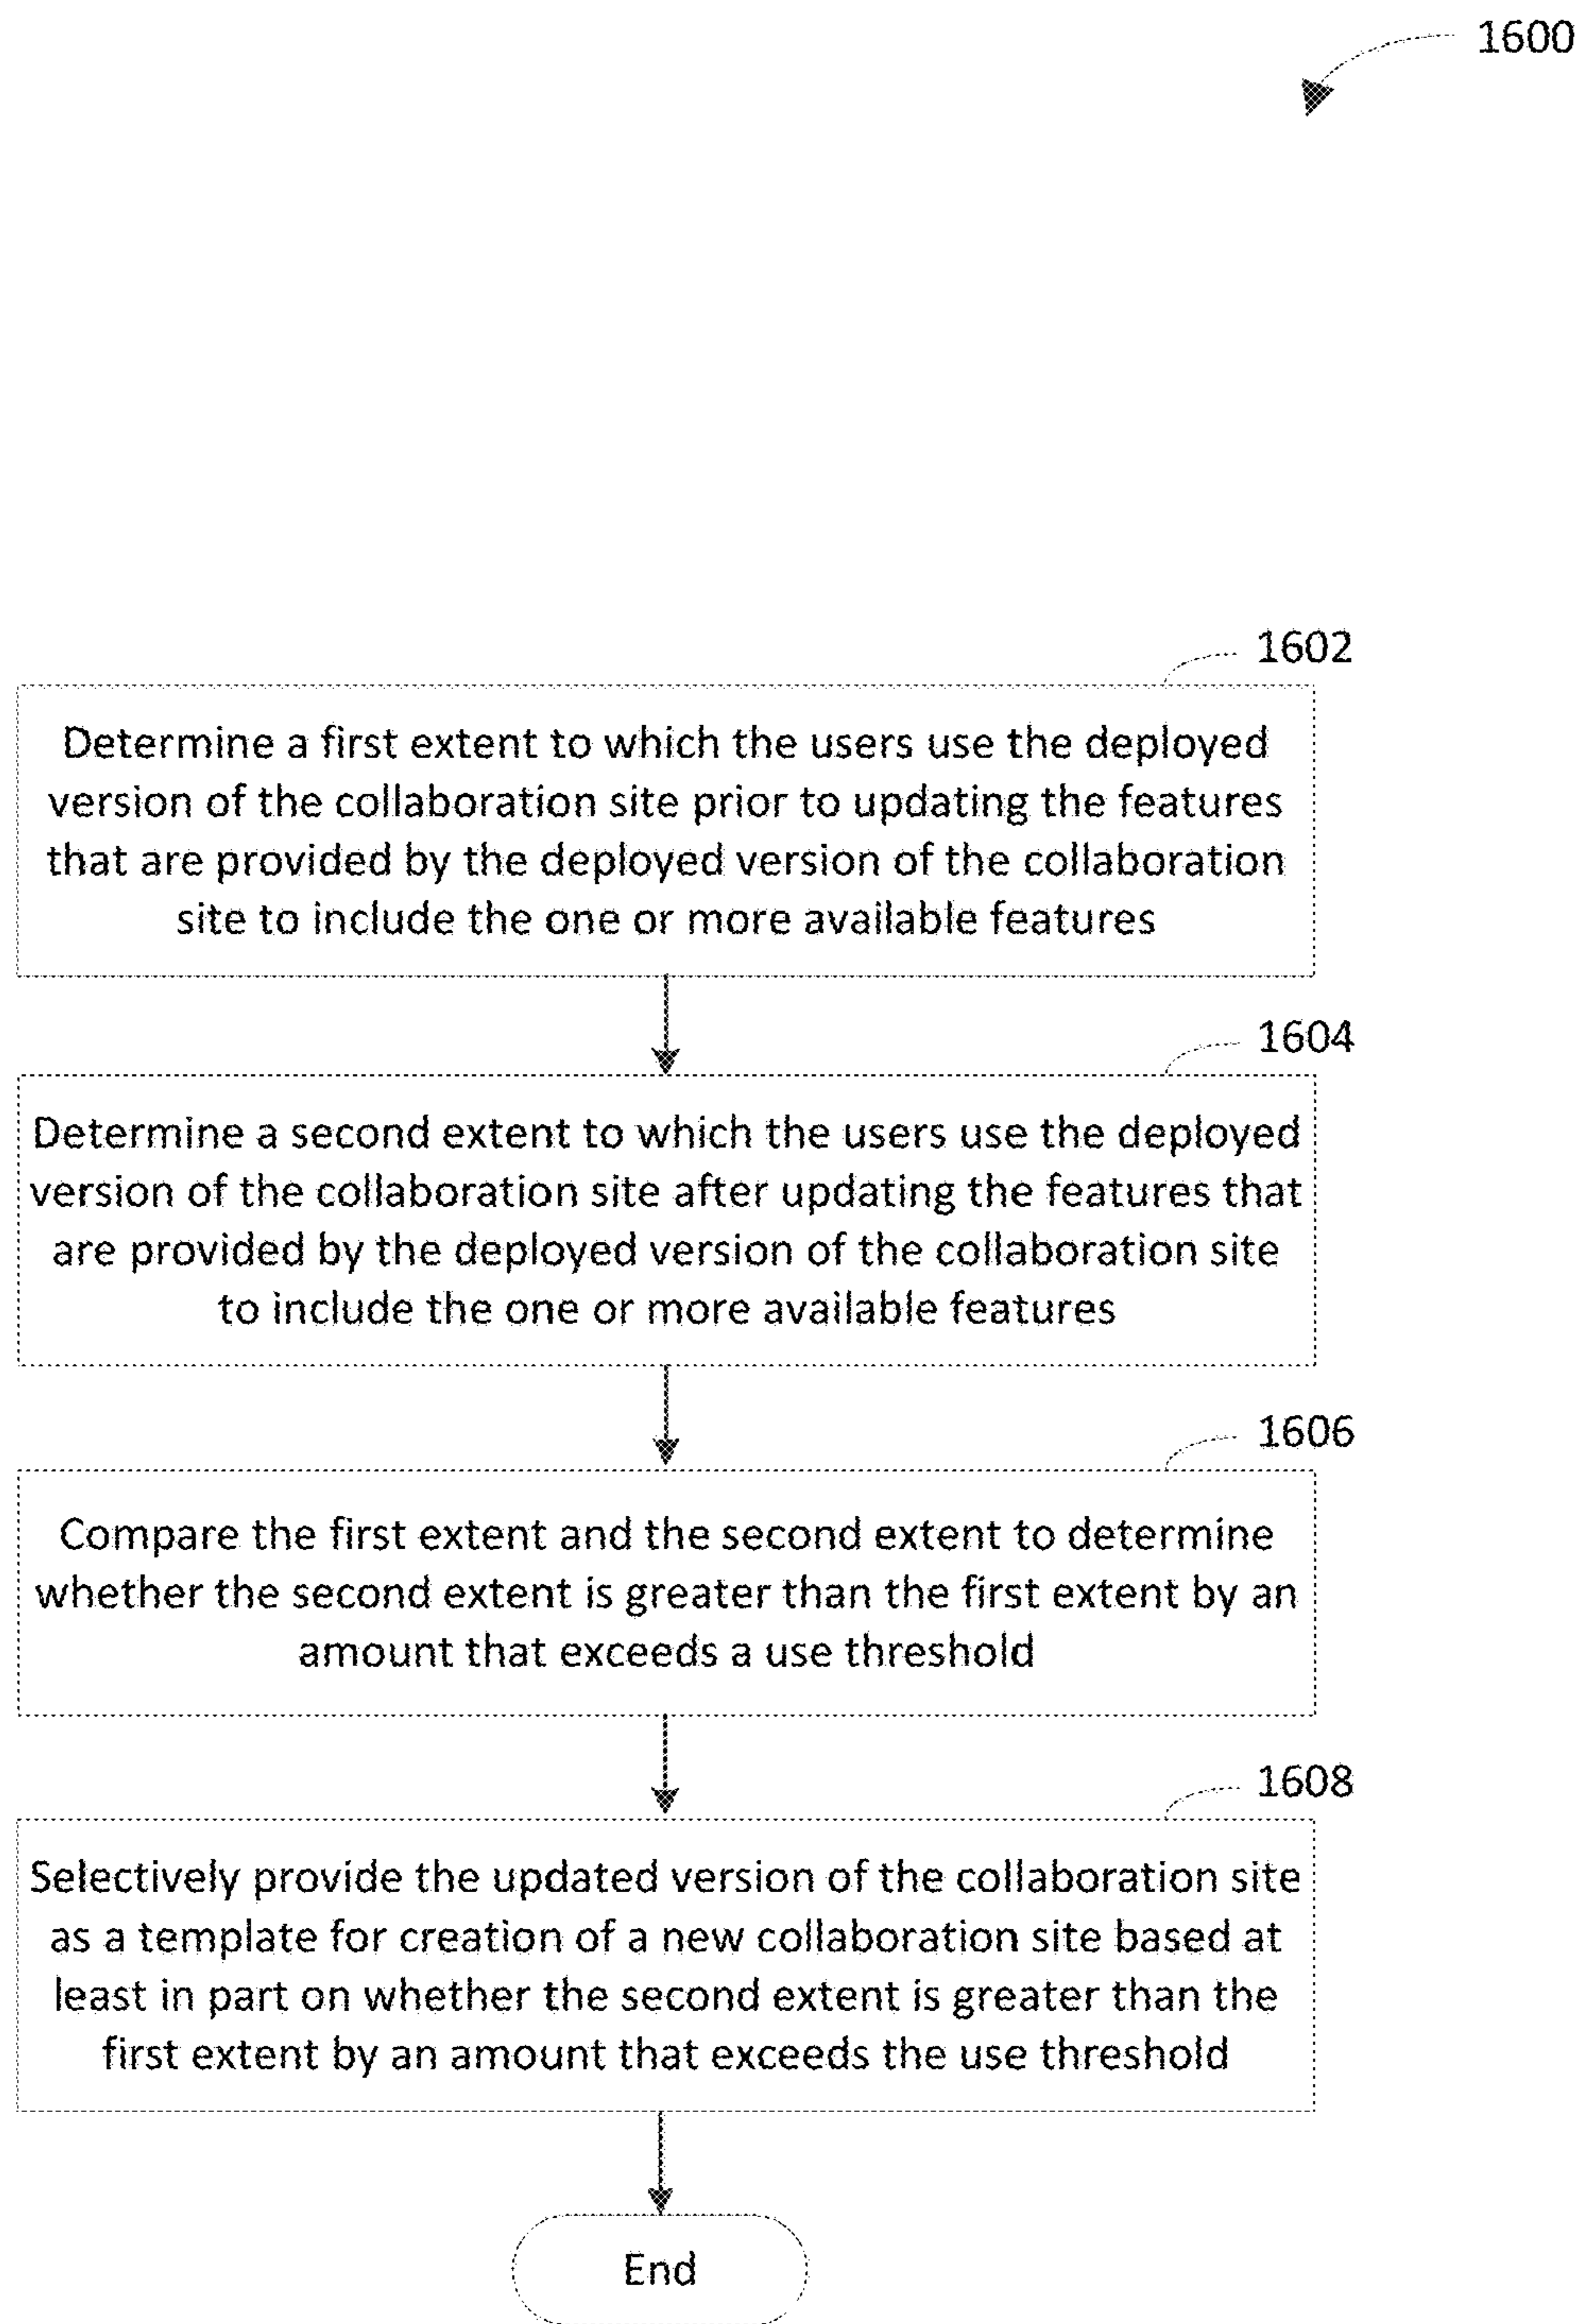 1600
1602
Determine a first extent to which the users use the deployed
version of the collaboration site prior to updating the features
that are provided by the deployed version of the collaboration
site to include the one or more available features
1604
Determine a second extent to which the users use the deployed
version of the collaboration site after updating the features that
are provided by the deployed version of the collaboration site
to include the one or more available features
1606
Compare the first extent and the second extent to determine
whether the second extent is greater than the first extent by an
amount that exceeds a use threshold
1608
Selectively provide the updated version of the collaboration site
as a template for creation of a new collaboration site based at
least in part on whether the second extent is greater than the
first extent by an amount that exceeds the use threshold
End